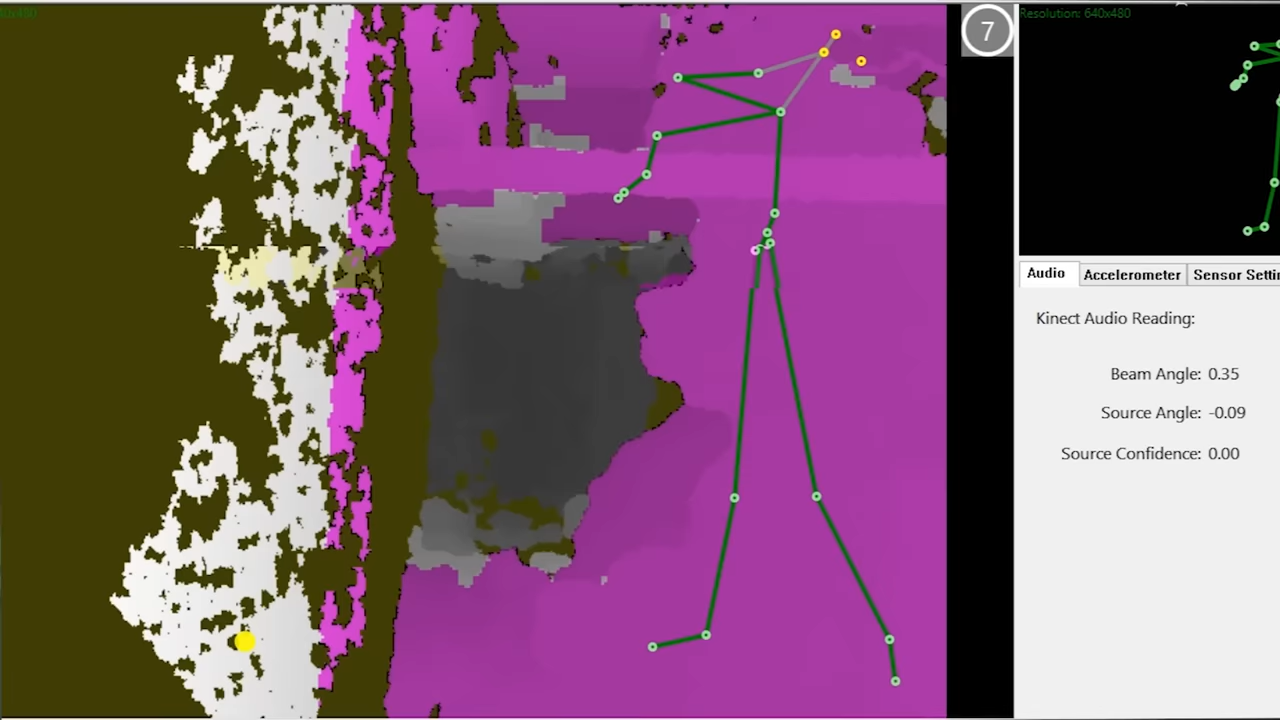 40x480
7
Resolution: 640x480
Audio
Accelerometer
Sensor Settin
Kinect Audio Reading:
Beam Angle: 0.35
Source Angle: -0.09
Source Confidence: 0.00